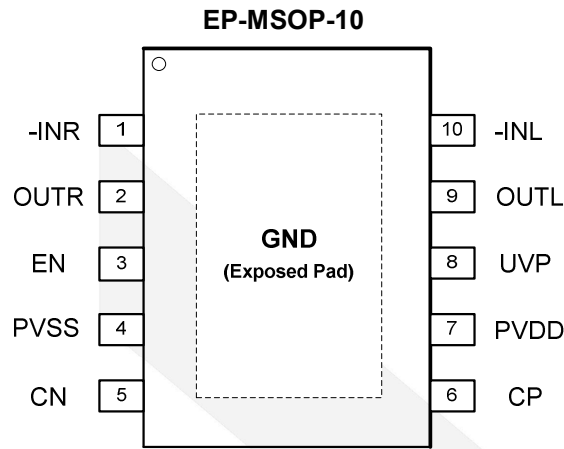 EP-MSOP-10
-INR 1 10 -INL
OUTR 2 9 OUTL
GND
(Exposed Pad)
EN 3 8 UVP
PVSS 4 7 PVDD
CN 5 6 CP